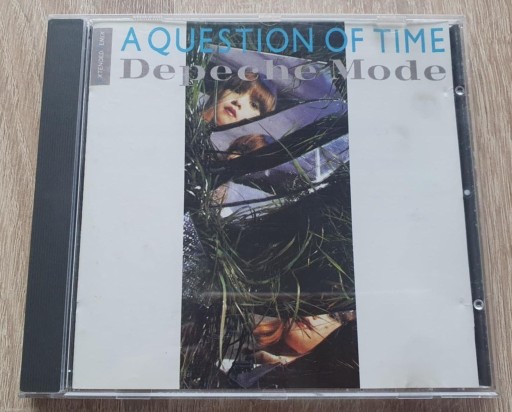 A QUESTION OF TIME
Depeche Mode